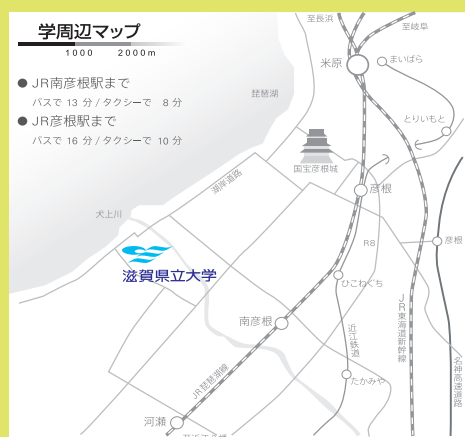 学周辺マップ
1000 2000m
● JR南彦根駅まで
バスで 13 分 / タクシーで 8 分
● JR彦根駅まで
バスで 16 分 / タクシーで 10 分
至長浜
至岐阜
米原
まいばら
琵琶湖
とりいもと
国宝彦根城
湖岸道路
彦根
犬上川
R8
彦根
滋賀県立大学
ひこねぐち
JR東海道新幹線
南彦根
近江鉄道
名神高速道路
JR琵琶湖線
たかみや
河瀬